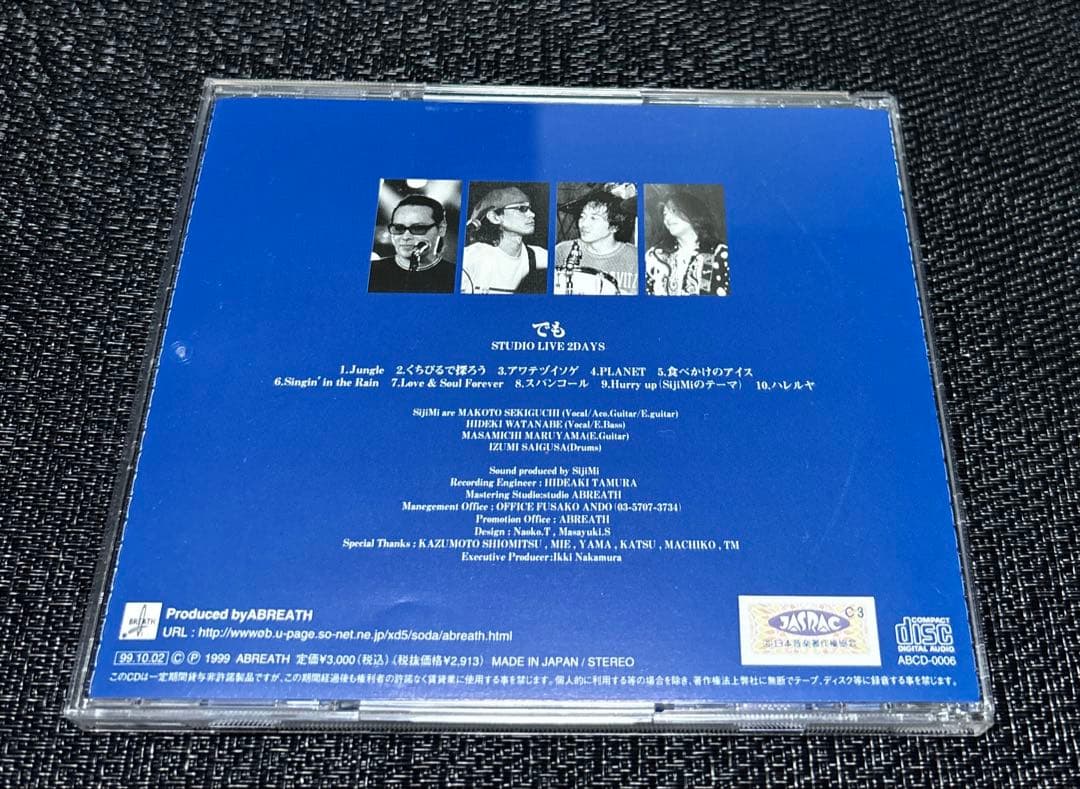 でも
STUDIO LIVE 2DAYS
1.Jungle 2.くちびるで探ろう 3.アワテヅイソゲ 4.PLANET 5.食べかけのアイス
6.Singin' in the Rain 7.Love & Soul Forever 8.スパンコール 9.Hurry up(SijiMiのテーマ) 10.ハレルヤ
SijiMi are MAKOTO SEKIGUCHI (Vocal/Aco.Guitar/E.guitar)
HIDEKI WATANABE (Vocal/E.Bass)
MASAMICHI MARUYAMA(E.Guitar)
IZUMI SAIGUSA(Drums)
Sound produced by SijiMi
Recording Engineer : HIDEAKI TAMURA
Mastering Studio:studio ABREATH
Manegement Office : OFFICE FUSAKO ANDO (03-5707-3734)
Promotion Office : ABREATH
Design : Naoko.T , Masayuki.S
Special Thanks : KAZUMOTO SHIOMITSU , MIE , YAMA , KATSU , MACHIKO , TM
Executive Producer:Ikki Nakamura
BREATH
Produced byABREATH
URL : http://wwwøb.u-page.so-net.ne.jp/xd5/soda/abreath.html
99.10.02 Ⓒ Ⓟ 1999 ABREATH 定価¥3,000(税込)(税抜価格¥2,913) MADE IN JAPAN / STEREO
C3
JASRAC
日本音楽著作権協会
COMPACT
disc
DIGITAL AUDIO
ABCD-0006
このCDは一定期間貸与非許諾製品ですが、この期間経過後も権利者の許諾なく賃貸業に使用する事を禁じます。個人的に利用する等の場合を除き、著作権法上弊社に無断でテープ、ディスク等に録音する事を禁じます。